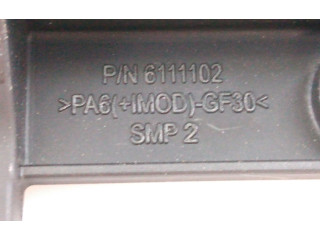 P/N 6111102
>PA6(+IMOD)-GF30<
SMP 2